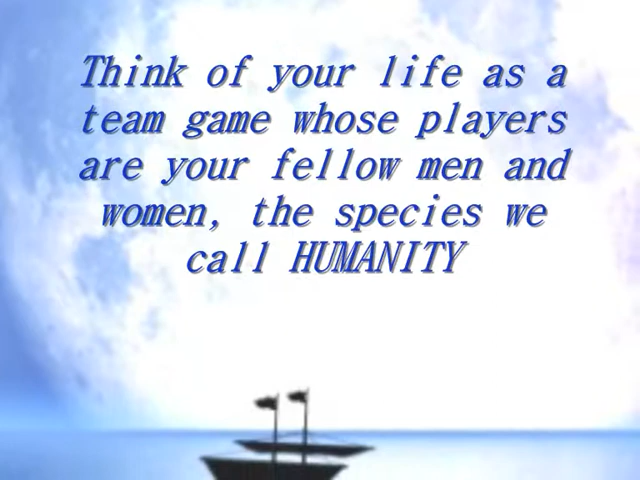 Think of your life as a
team game whose players
are your fellow men and
women, the species we
call HUMANITY